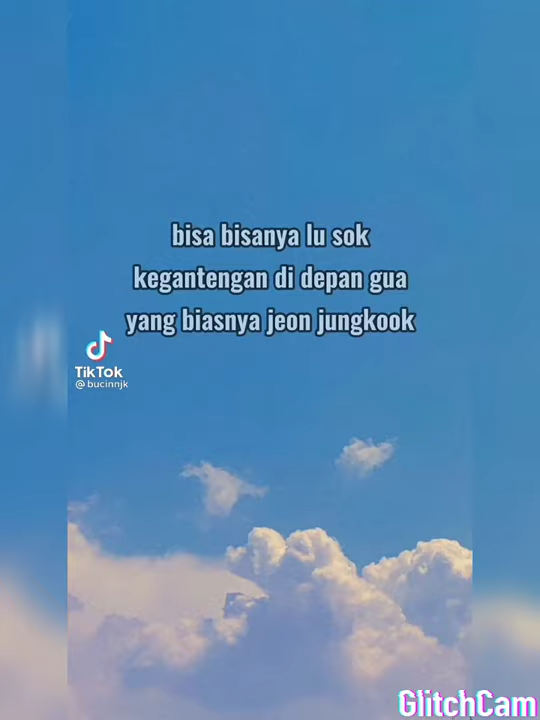 bisa bisanya lu sok
kegantengan di depan gua
yang biasnya jeon jungkook
TikTok
@bucinnjk
GlitchCam